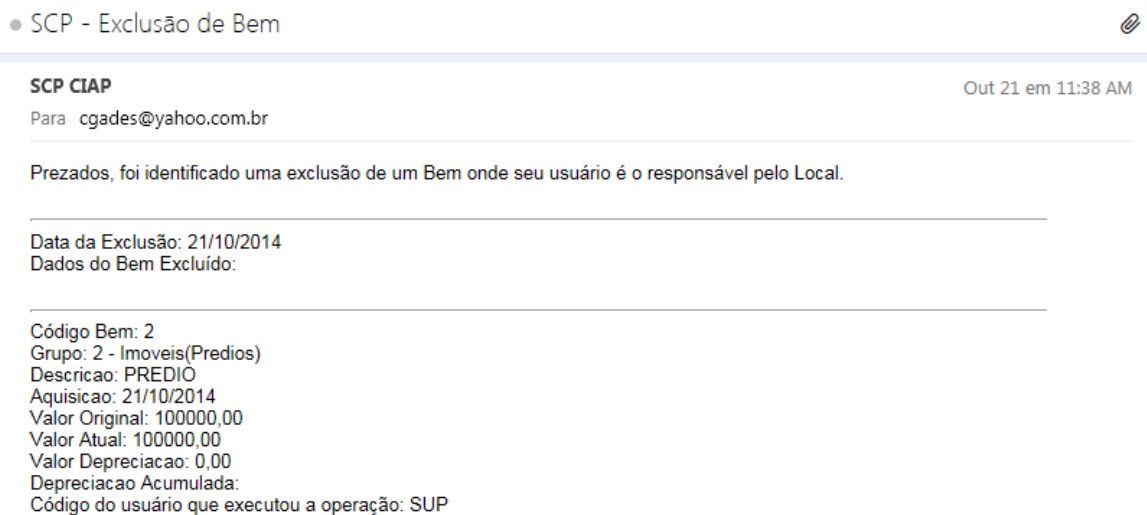 SCP - Exclusão de Bem
SCP CIAP
Out 21 em 11:38 AM
Para cgades@yahoo.com.br
Prezados, foi identificado uma exclusão de um Bem onde seu usuário é o responsável pelo Local.
Data da Exclusão: 21/10/2014
Dados do Bem Excluído:
Código Bem: 2
Grupo: 2 - Imoveis(Predios)
Descricao: PREDIO
Aquisicao: 21/10/2014
Valor Original: 100000,00
Valor Atual: 100000,00
Valor Depreciacao: 0,00
Depreciacao Acumulada:
Código do usuário que executou a operação: SUP